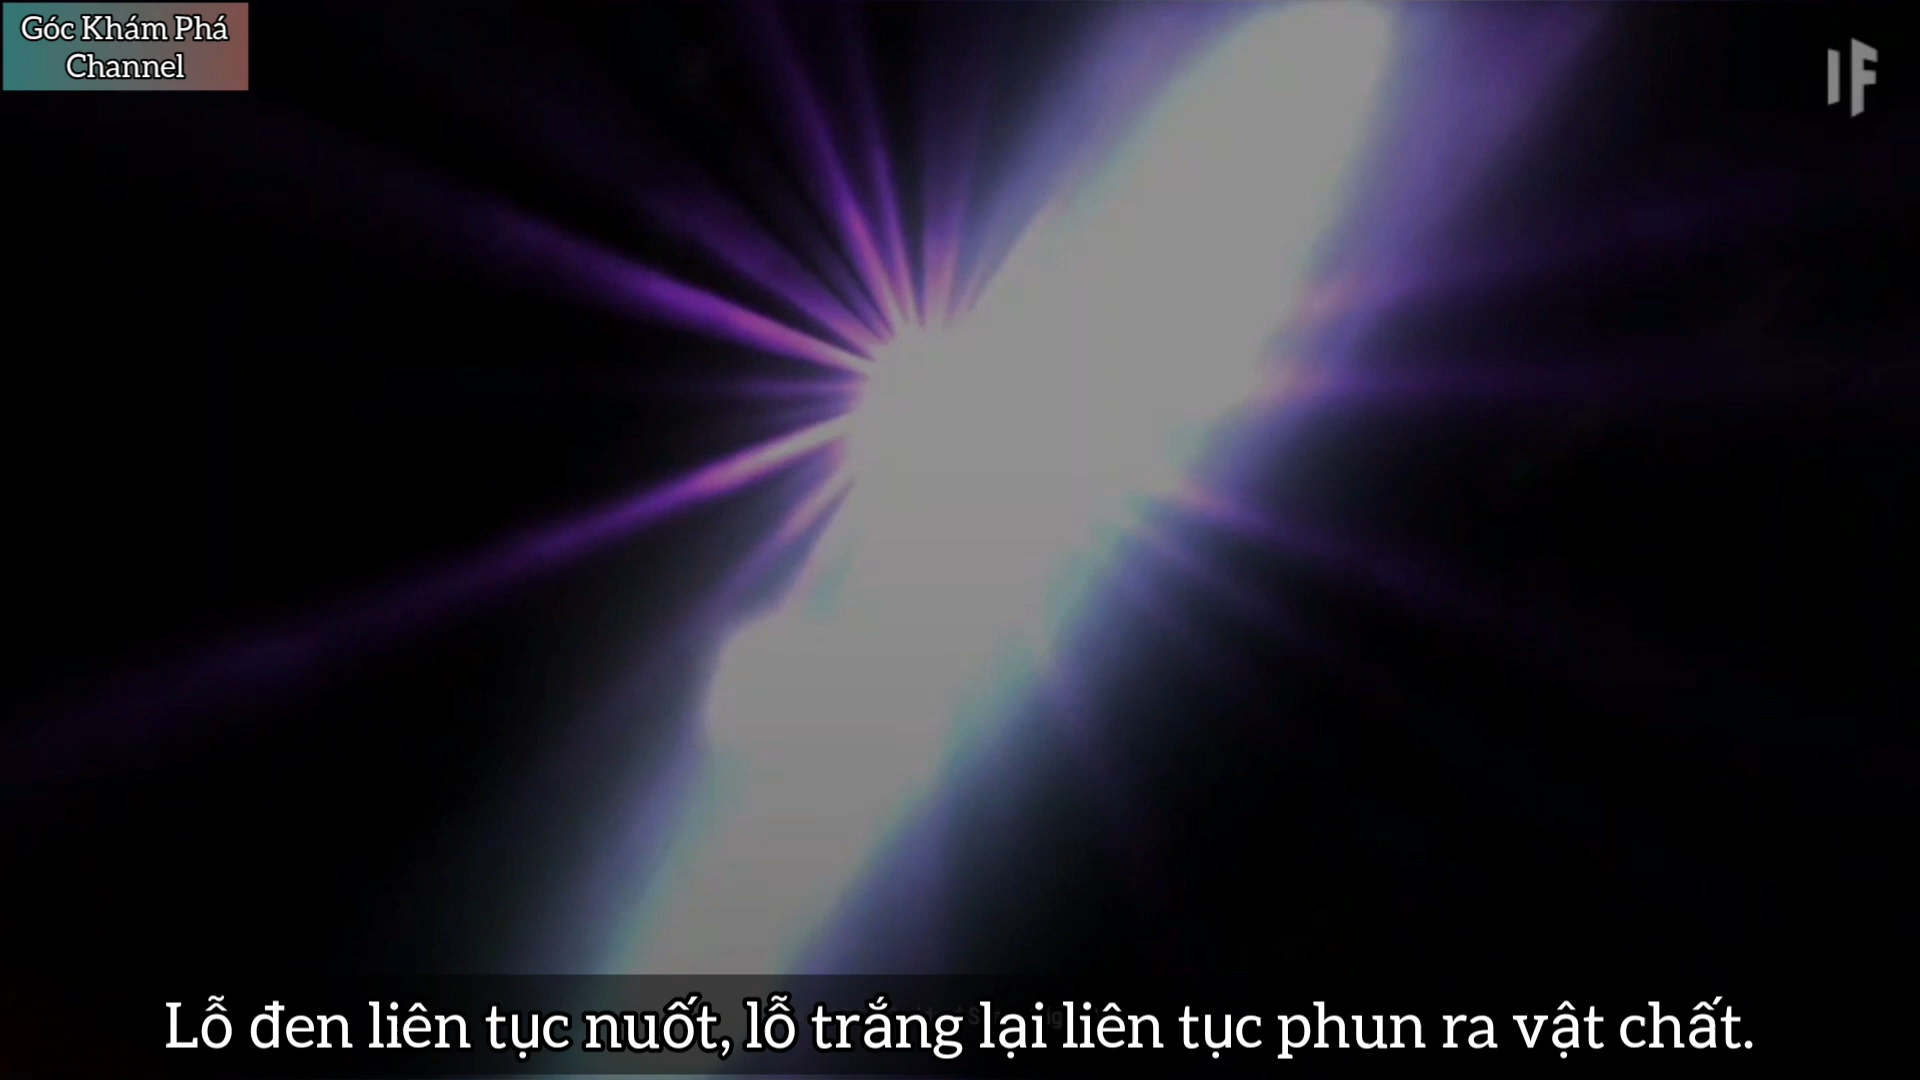 Góc Khám Phá
Channel
IF
Lỗ đen liên tục nuốt, lỗ trắng lại liên tục phun ra vật chất.